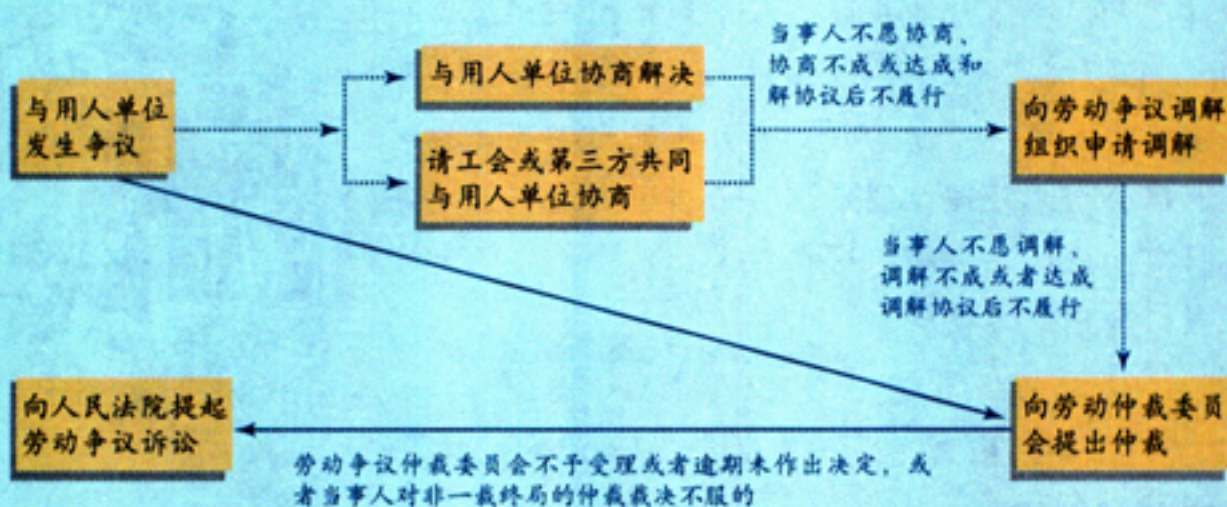 与用人单位
发生争议
与用人单位协商解决
请工会或第三方共同
与用人单位协商
当事人不愿协商、
协商不成或达成和
解协议后不履行
向劳动争议调解
组织申请调解
当事人不愿调解、
调解不成或者达成
调解协议后不履行
向劳动仲裁委员
会提出仲裁
劳动争议仲裁委员会不予受理或者逾期未作出决定,或
者当事人对非一裁终局的仲裁裁决不服的
向人民法院提起
劳动争议诉讼